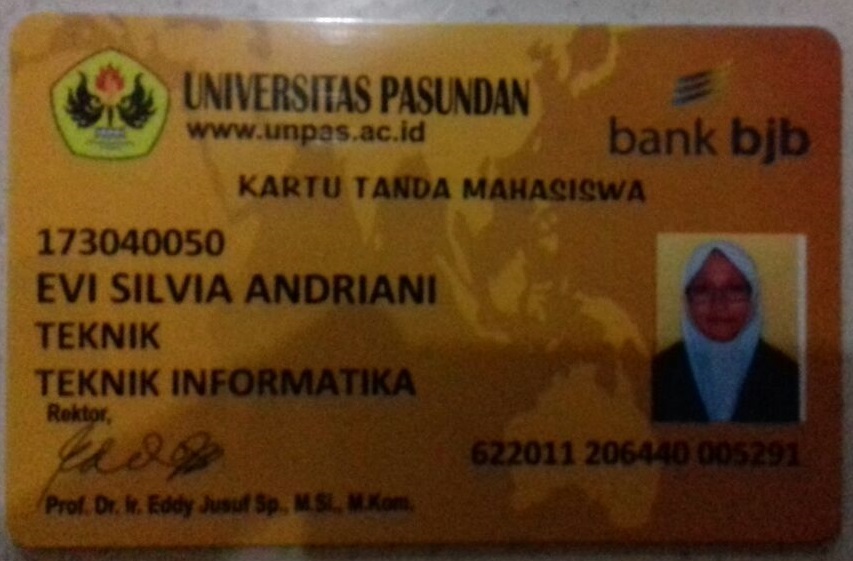 UNIVERSITAS PASUNDAN
www.unpas.ac.id
bank bjb
KARTU TANDA MAHASISWA
173040050
EVI SILVIA ANDRIANI
TEKNIK
TEKNIK INFORMATIKA
Rektor,
622011 206440 005291
Prof. Dr. Ir. Eddy Jusuf Sp., M.Si., M.Kom.